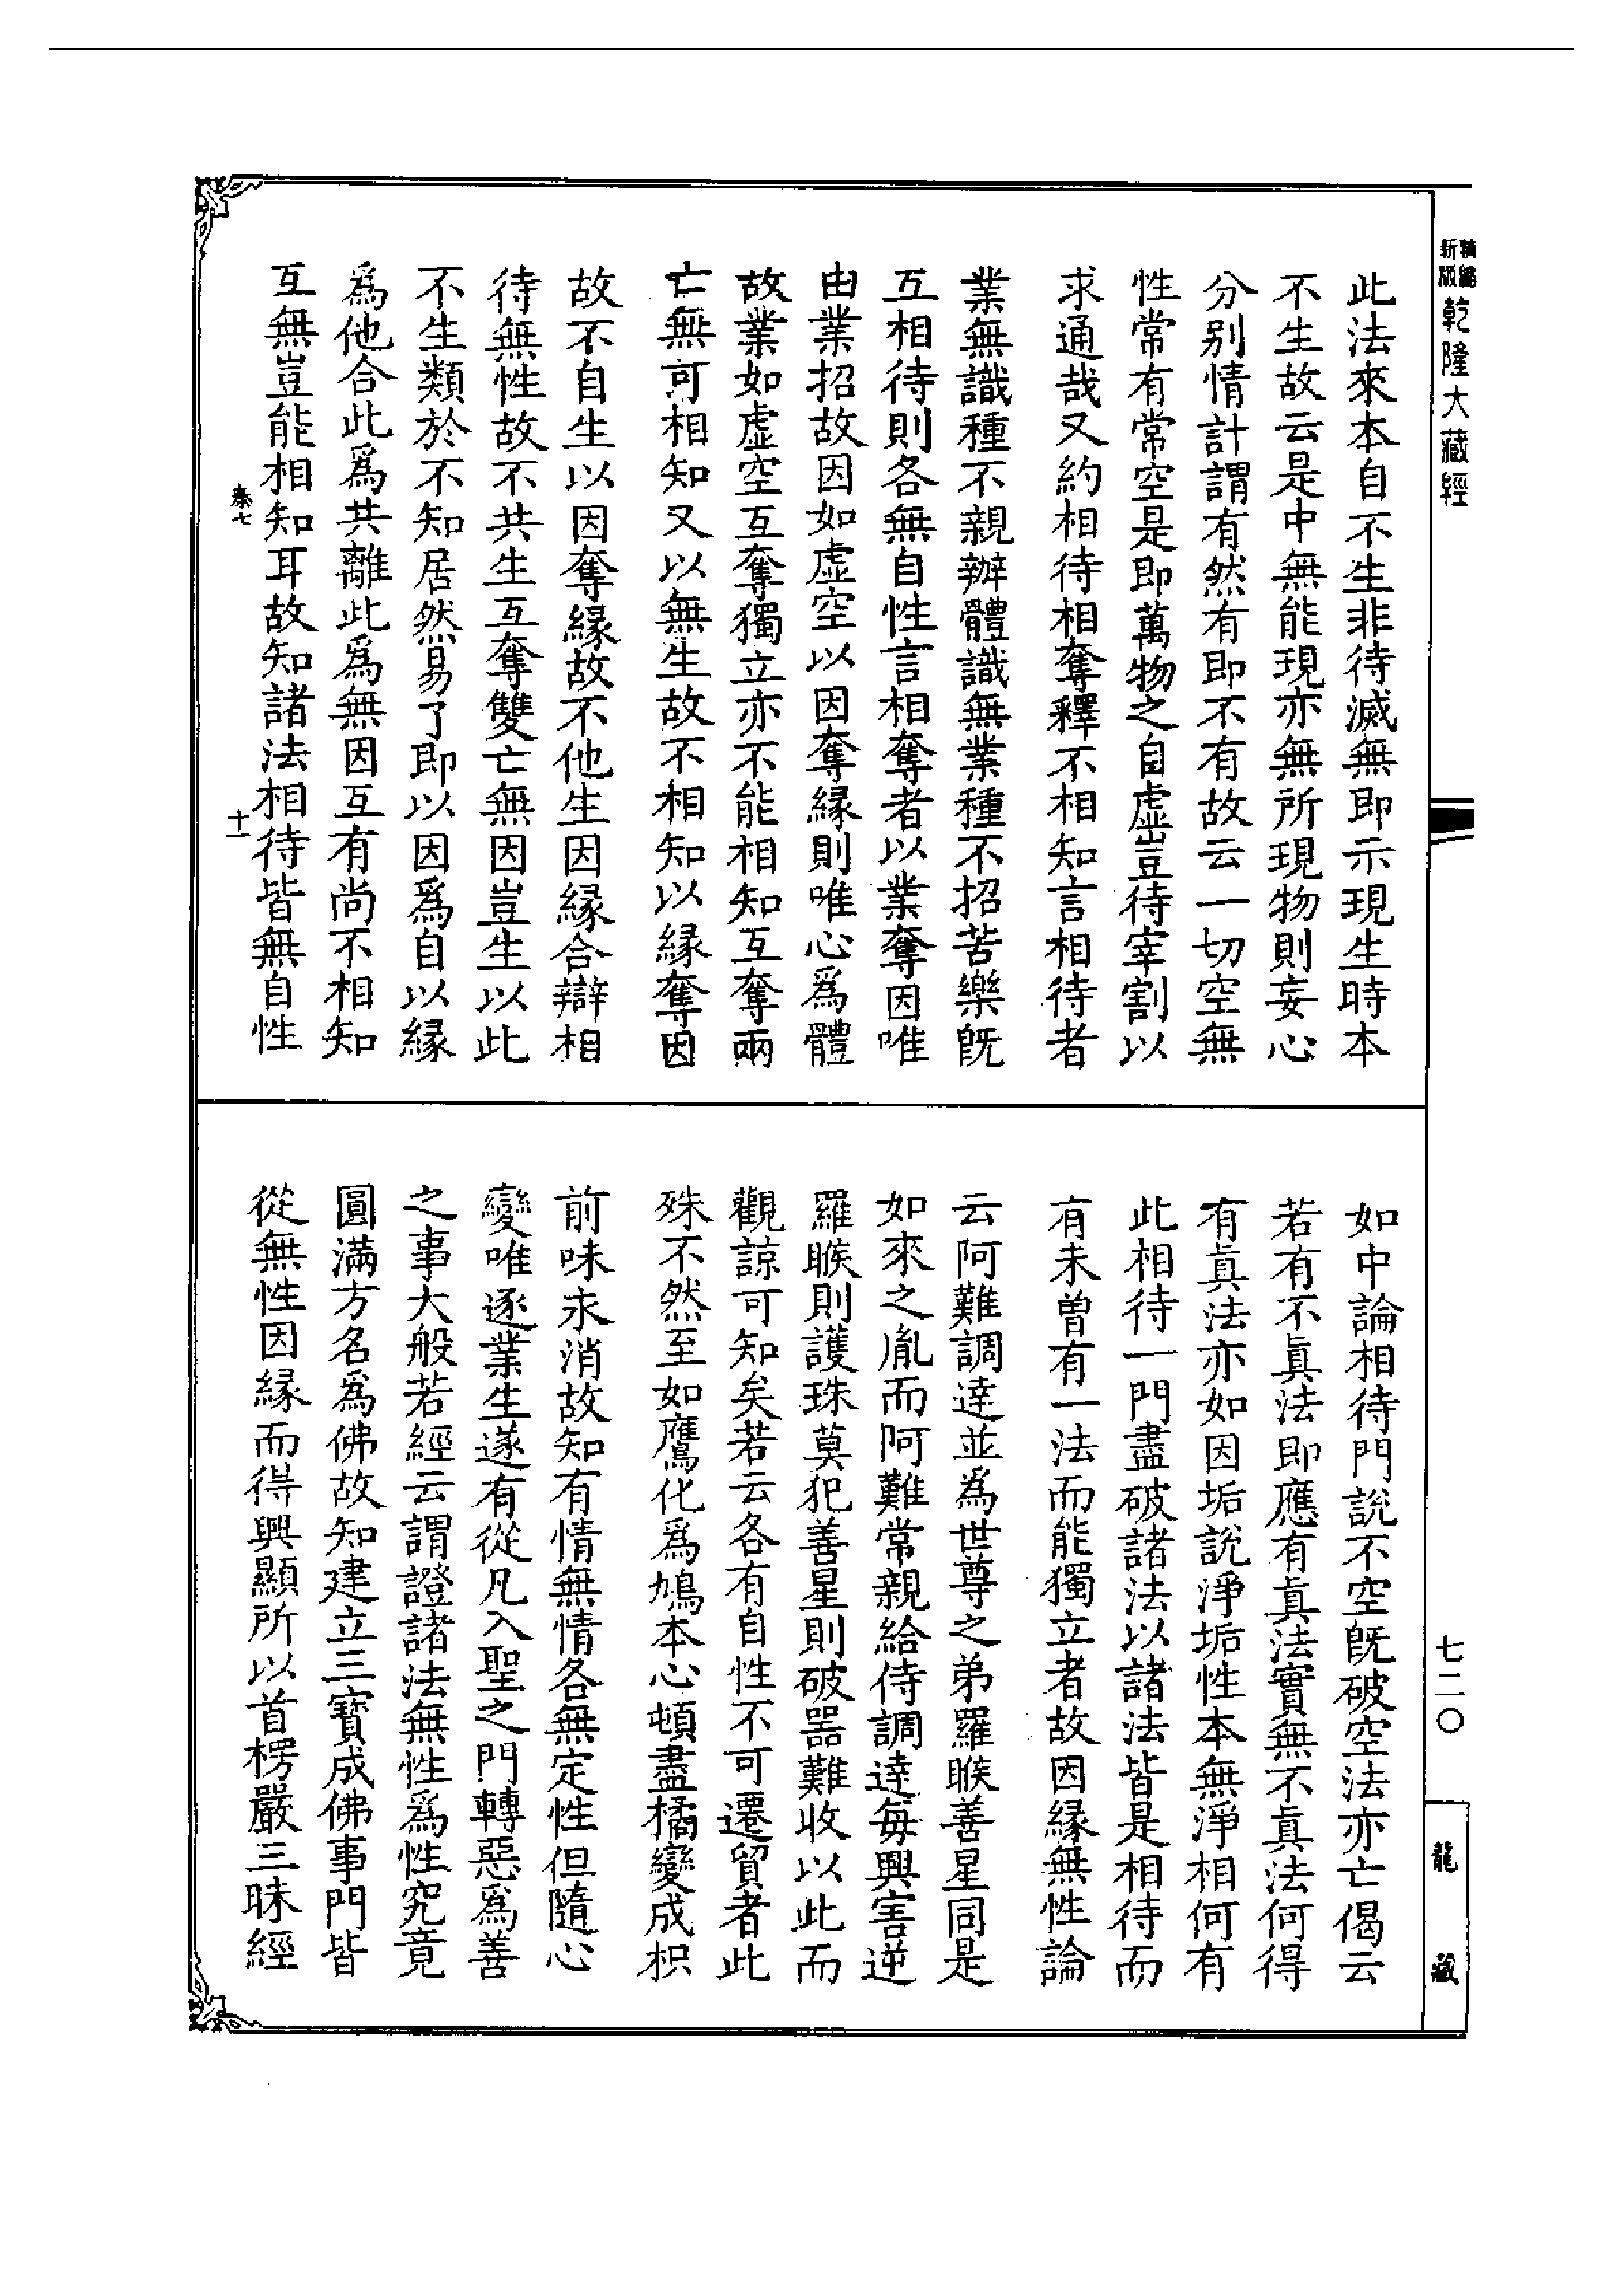 精縮新版乾隆大藏經
此法來本自不生非待滅無即示現生時本
不生故云是中無能現亦無所現物則妄心
分别情計謂有然有即不有故云一切空無
性常有常空是即萬物之自虛豈待宰割以
求通哉又約相待相奪釋不相知言相待者
業無識種不親辦體識無業種不招苦樂旣
互相待則各無自性言相奪者以業奪因唯
由業招故因如虛空以因奪緣則唯心爲體
故業如虛空互奪獨立亦不能相知互奪兩
亡無可相知又以無生故不相知以緣奪因
故不自生以因奪緣故不他生因緣合辯相
待無性故不共生互奪雙亡無因豈生以此
不生類於不知居然易了即以因爲自以緣
爲他合此爲共離此爲無因互有尚不相知
互無豈能相知耳故知諸法相待皆無自性
秦七 十一
如中論相待門說不空旣破空法亦亡偈云
若有不眞法即應有眞法實無不眞法何得
有眞法亦如因垢說淨垢性本無淨相何有
此相待一門盡破諸法以諸法皆是相待而
有未曾有一法而能獨立者故因緣無性論
云阿難調達並爲世尊之弟羅睺善星同是
如來之胤而阿難常親給侍調達每興害逆
羅睺則護珠莫犯善星則破器難收以此而
觀諒可知矣若云各有自性不可遷貿者此
殊不然至如鷹化爲鳩本心頓盡橘變成枳
前味永消故知有情無情各無定性但隨心
變唯逐業生遂有從凡入聖之門轉惡爲善
之事大般若經云謂證諸法無性爲性究竟
圓滿方名爲佛故知建立三寶成佛事門皆
從無性因緣而得興顯所以首楞嚴三昧經
七二〇
龍藏